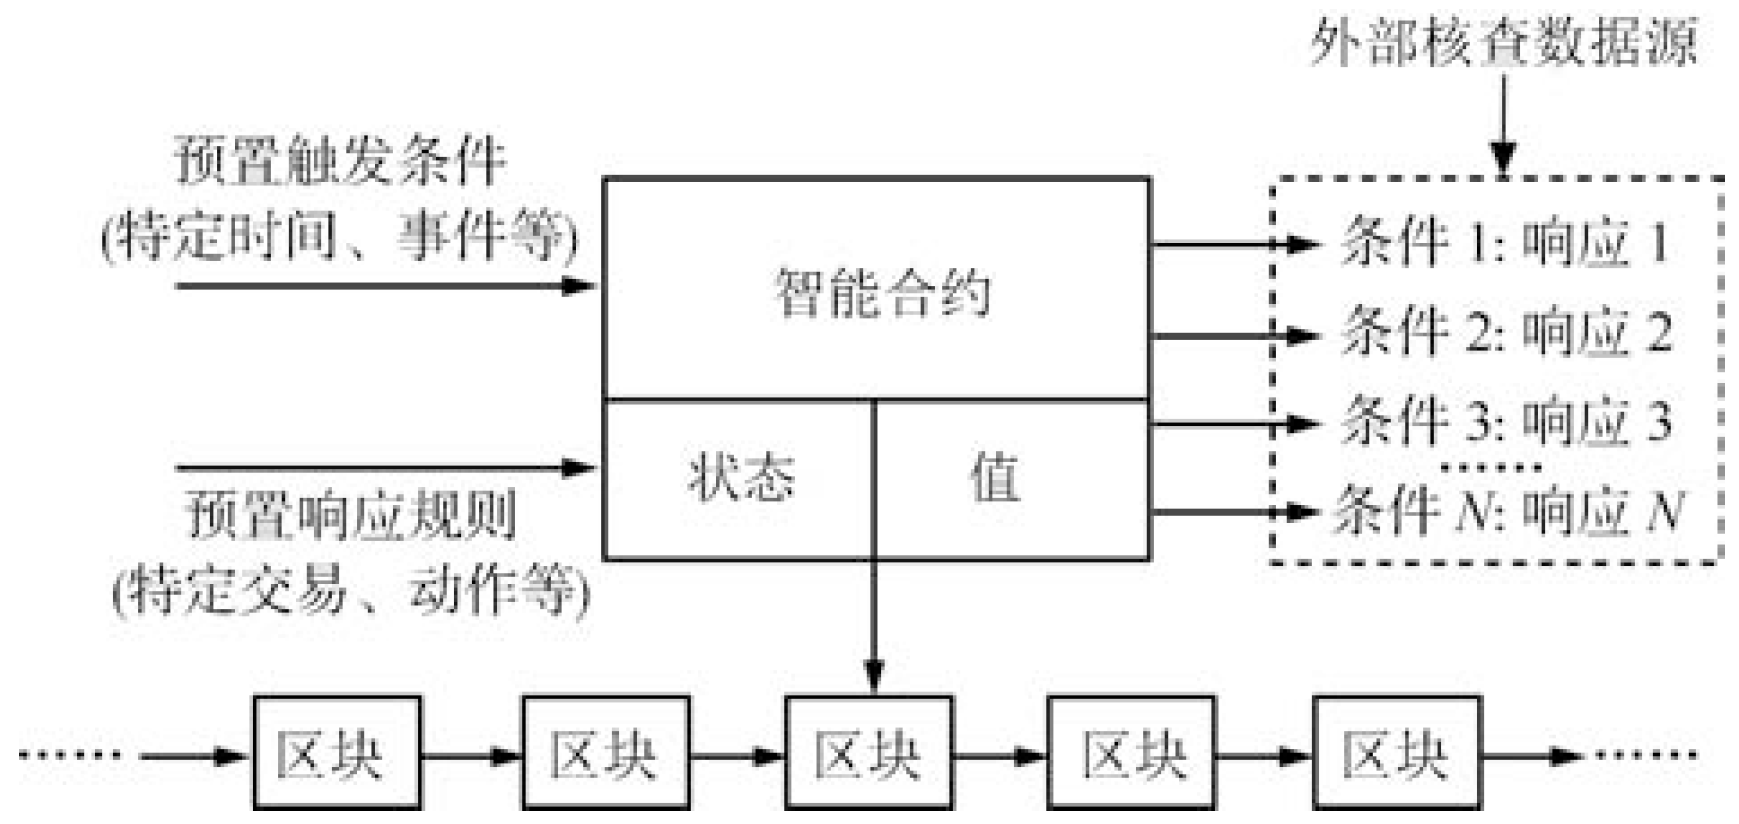 外部核查数据源
预置触发条件
(特定时间、事件等)
智能合约
条件 1: 响应 1
条件 2: 响应 2
条件 3: 响应 3
······
条件 N: 响应 N
状态
值
预置响应规则
(特定交易、动作等)
······ 区块 区块 区块 区块 区块 ······